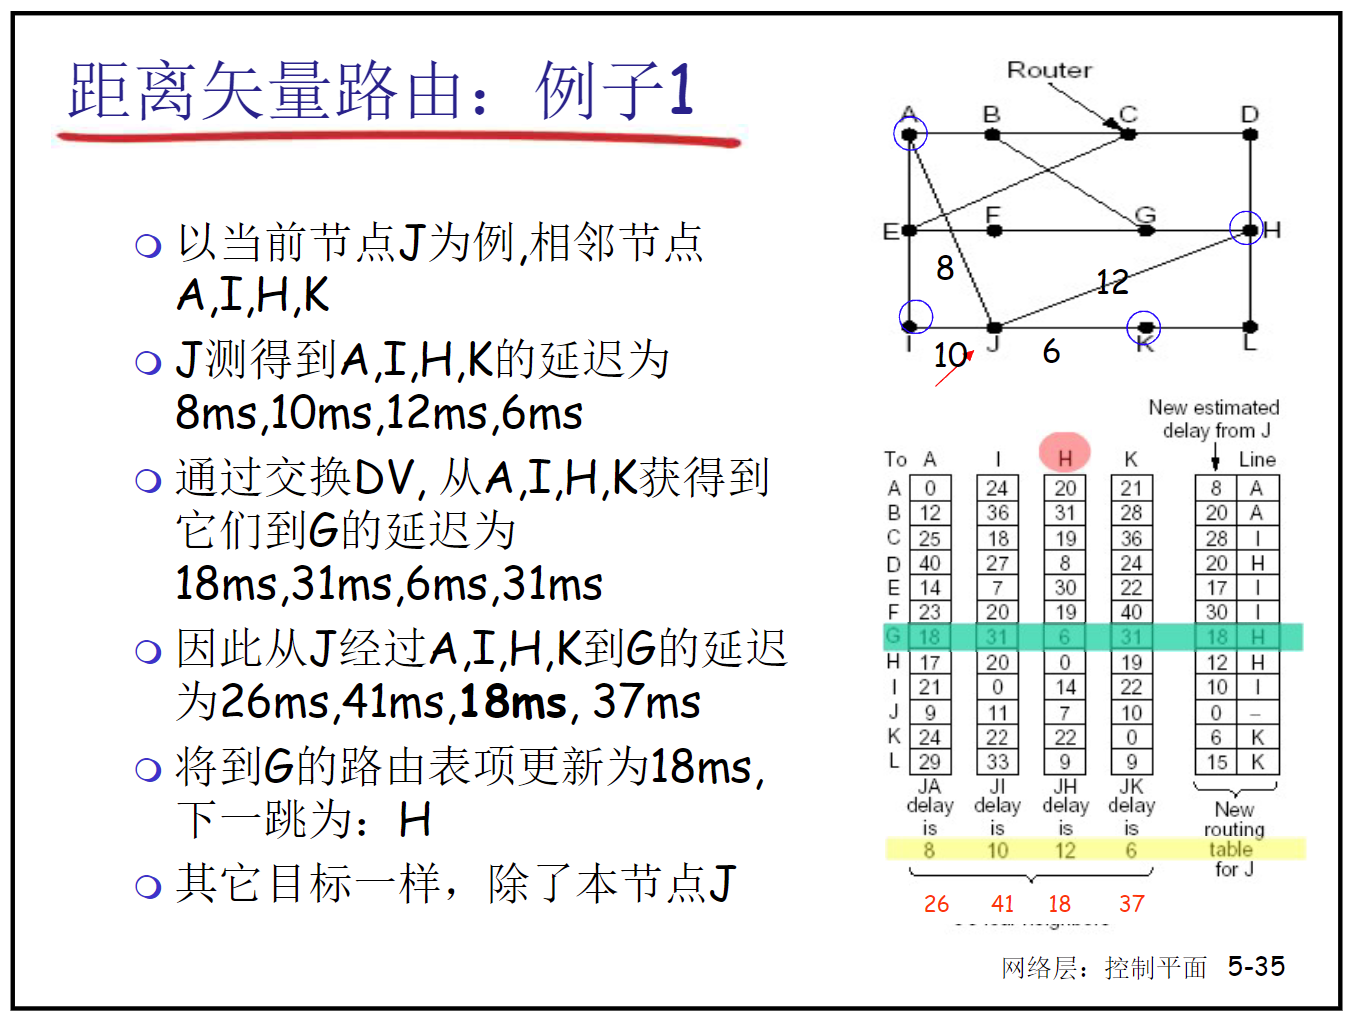 距离矢量路由：例子1
以当前节点J为例,相邻节点
A,I,H,K
J测得到A,I,H,K的延迟为
8ms,10ms,12ms,6ms
通过交换DV, 从A,I,H,K获得到
它们到G的延迟为
18ms,31ms,6ms,31ms
因此从J经过A,I,H,K到G的延迟
为26ms,41ms,18ms, 37ms
将到G的路由表项更新为18ms,
下一跳为：H
其它目标一样，除了本节点J
Router
A B C D
E F G H
8 12
I J K L
10 6
New estimated
delay from J
To A I H K Line
A 0 24 20 21 8 A
B 12 36 31 28 20 A
C 25 18 19 36 28 I
D 40 27 8 24 20 H
E 14 7 30 22 17 I
F 23 20 19 40 30 I
G 18 31 6 31 18 H
H 17 20 0 19 12 H
I 21 0 14 22 10 I
J 9 11 7 10 0 –
K 24 22 22 0 6 K
L 29 33 9 9 15 K
JA JI JH JK
delay delay delay delay
is is is is
8 10 12 6
New
routing
table
for J
26 41 18 37
网络层：控制平面 5-35